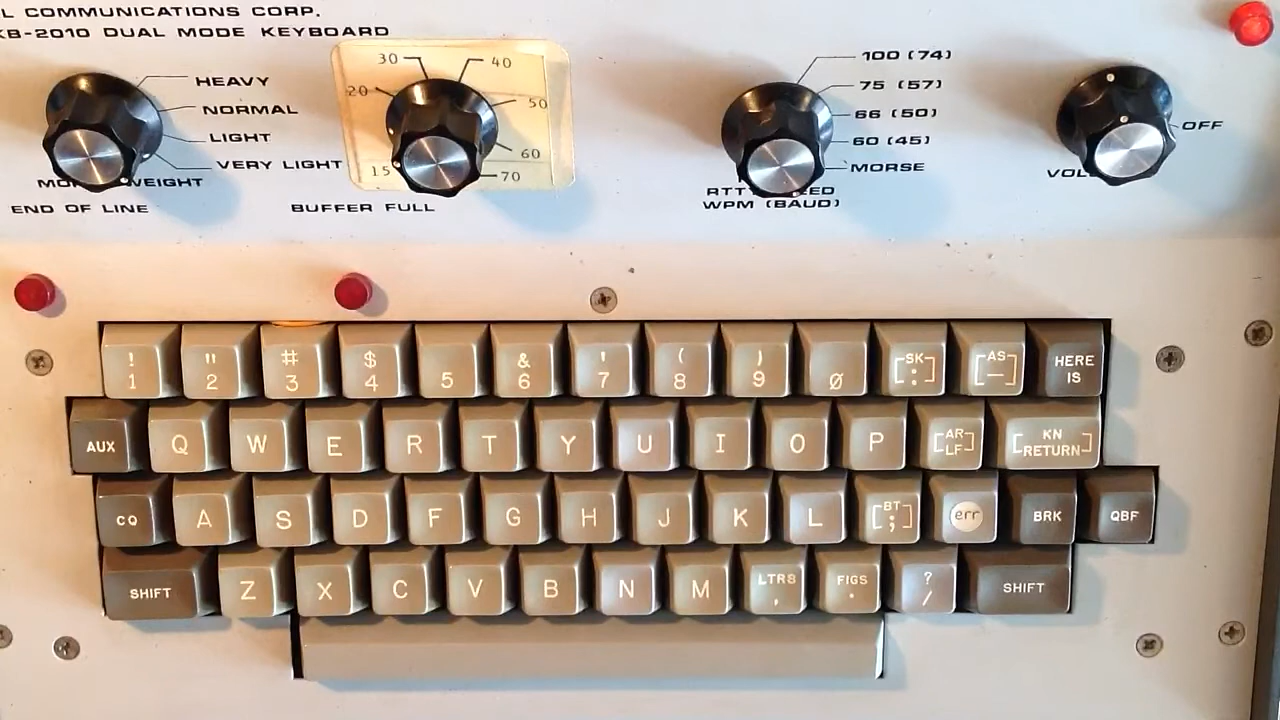 L COMMUNICATIONS CORP.
KB-2010 DUAL MODE KEYBOARD
HEAVY
NORMAL
LIGHT
VERY LIGHT
WEIGHT
END OF LINE
15
20
30
40
50
60
70
BUFFER FULL
100 (74)
75 (57)
66 (50)
60 (45)
MORSE
RTTY
WPM (BAUD)
OFF
VOL
! " # $ & ' ( ) SK AS HERE
1 2 3 4 5 6 7 8 9 Ø : — IS
AUX Q W E R T Y U I O P AR LF KN RETURN
CQ A S D F G H J K L BT ; err BRK QBF
SHIFT Z X C V B N M LTRS , FIGS . ? / SHIFT